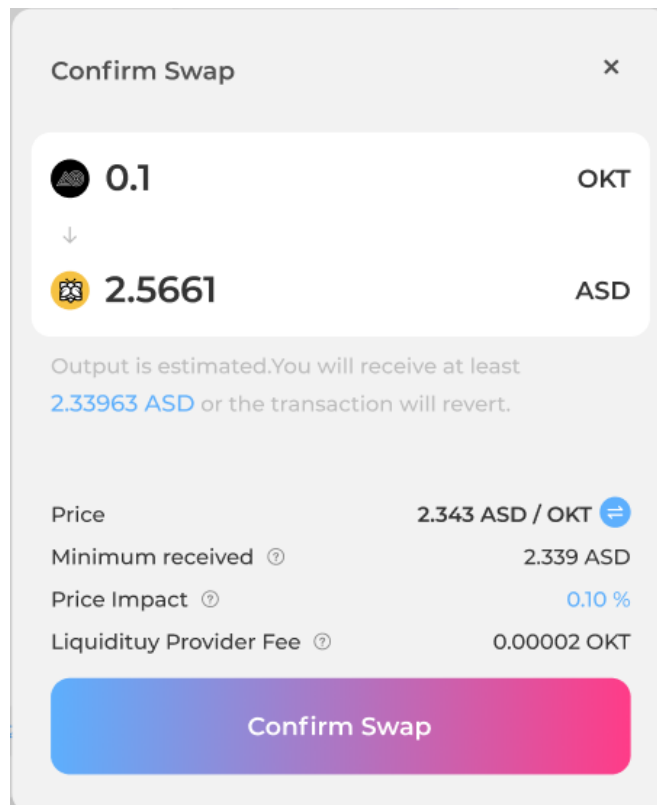 Confirm Swap ×
0.1 OKT
↓
2.5661 ASD
Output is estimated.You will receive at least
2.33963 ASD or the transaction will revert.
Price 2.343 ASD / OKT
Minimum received ? 2.339 ASD
Price Impact ? 0.10 %
Liquidituy Provider Fee ? 0.00002 OKT
Confirm Swap